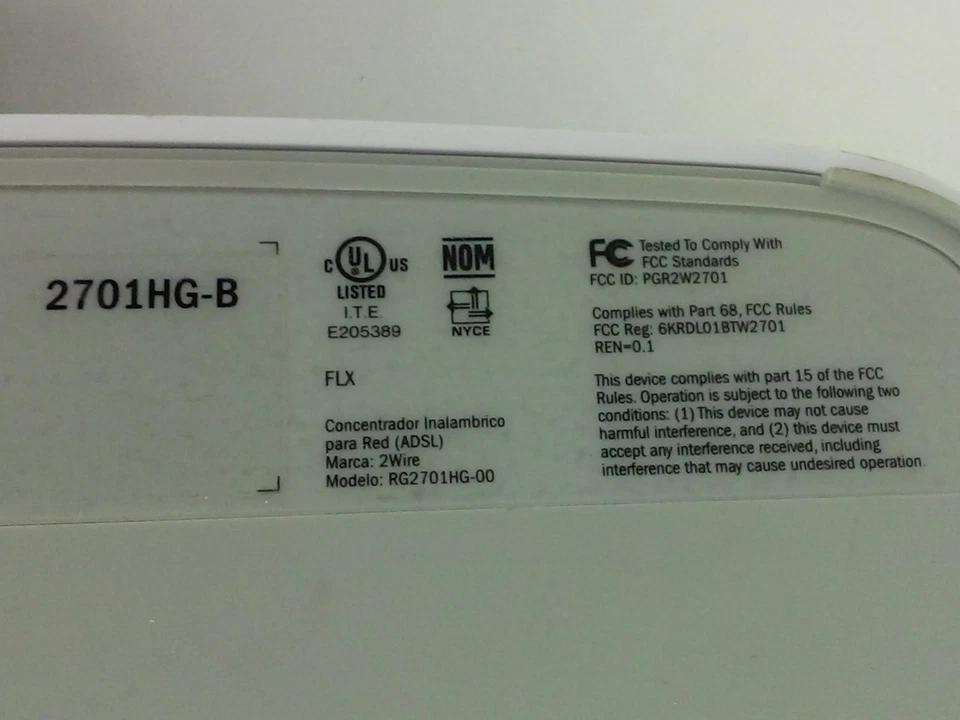 2701HG-B
C UL US
LISTED
I.T.E.
E205389
NOM
NYCE
FLX
Concentrador Inalambrico
para Red (ADSL)
Marca: 2Wire
Modelo: RG2701HG-00
FC Tested To Comply With
FCC Standards
FCC ID: PGR2W2701
Complies with Part 68, FCC Rules
FCC Reg: 6KRDL01BTW2701
REN=0.1
This device complies with part 15 of the FCC
Rules. Operation is subject to the following two
conditions: (1) This device may not cause
harmful interference, and (2) this device must
accept any interference received, including
interference that may cause undesired operation.